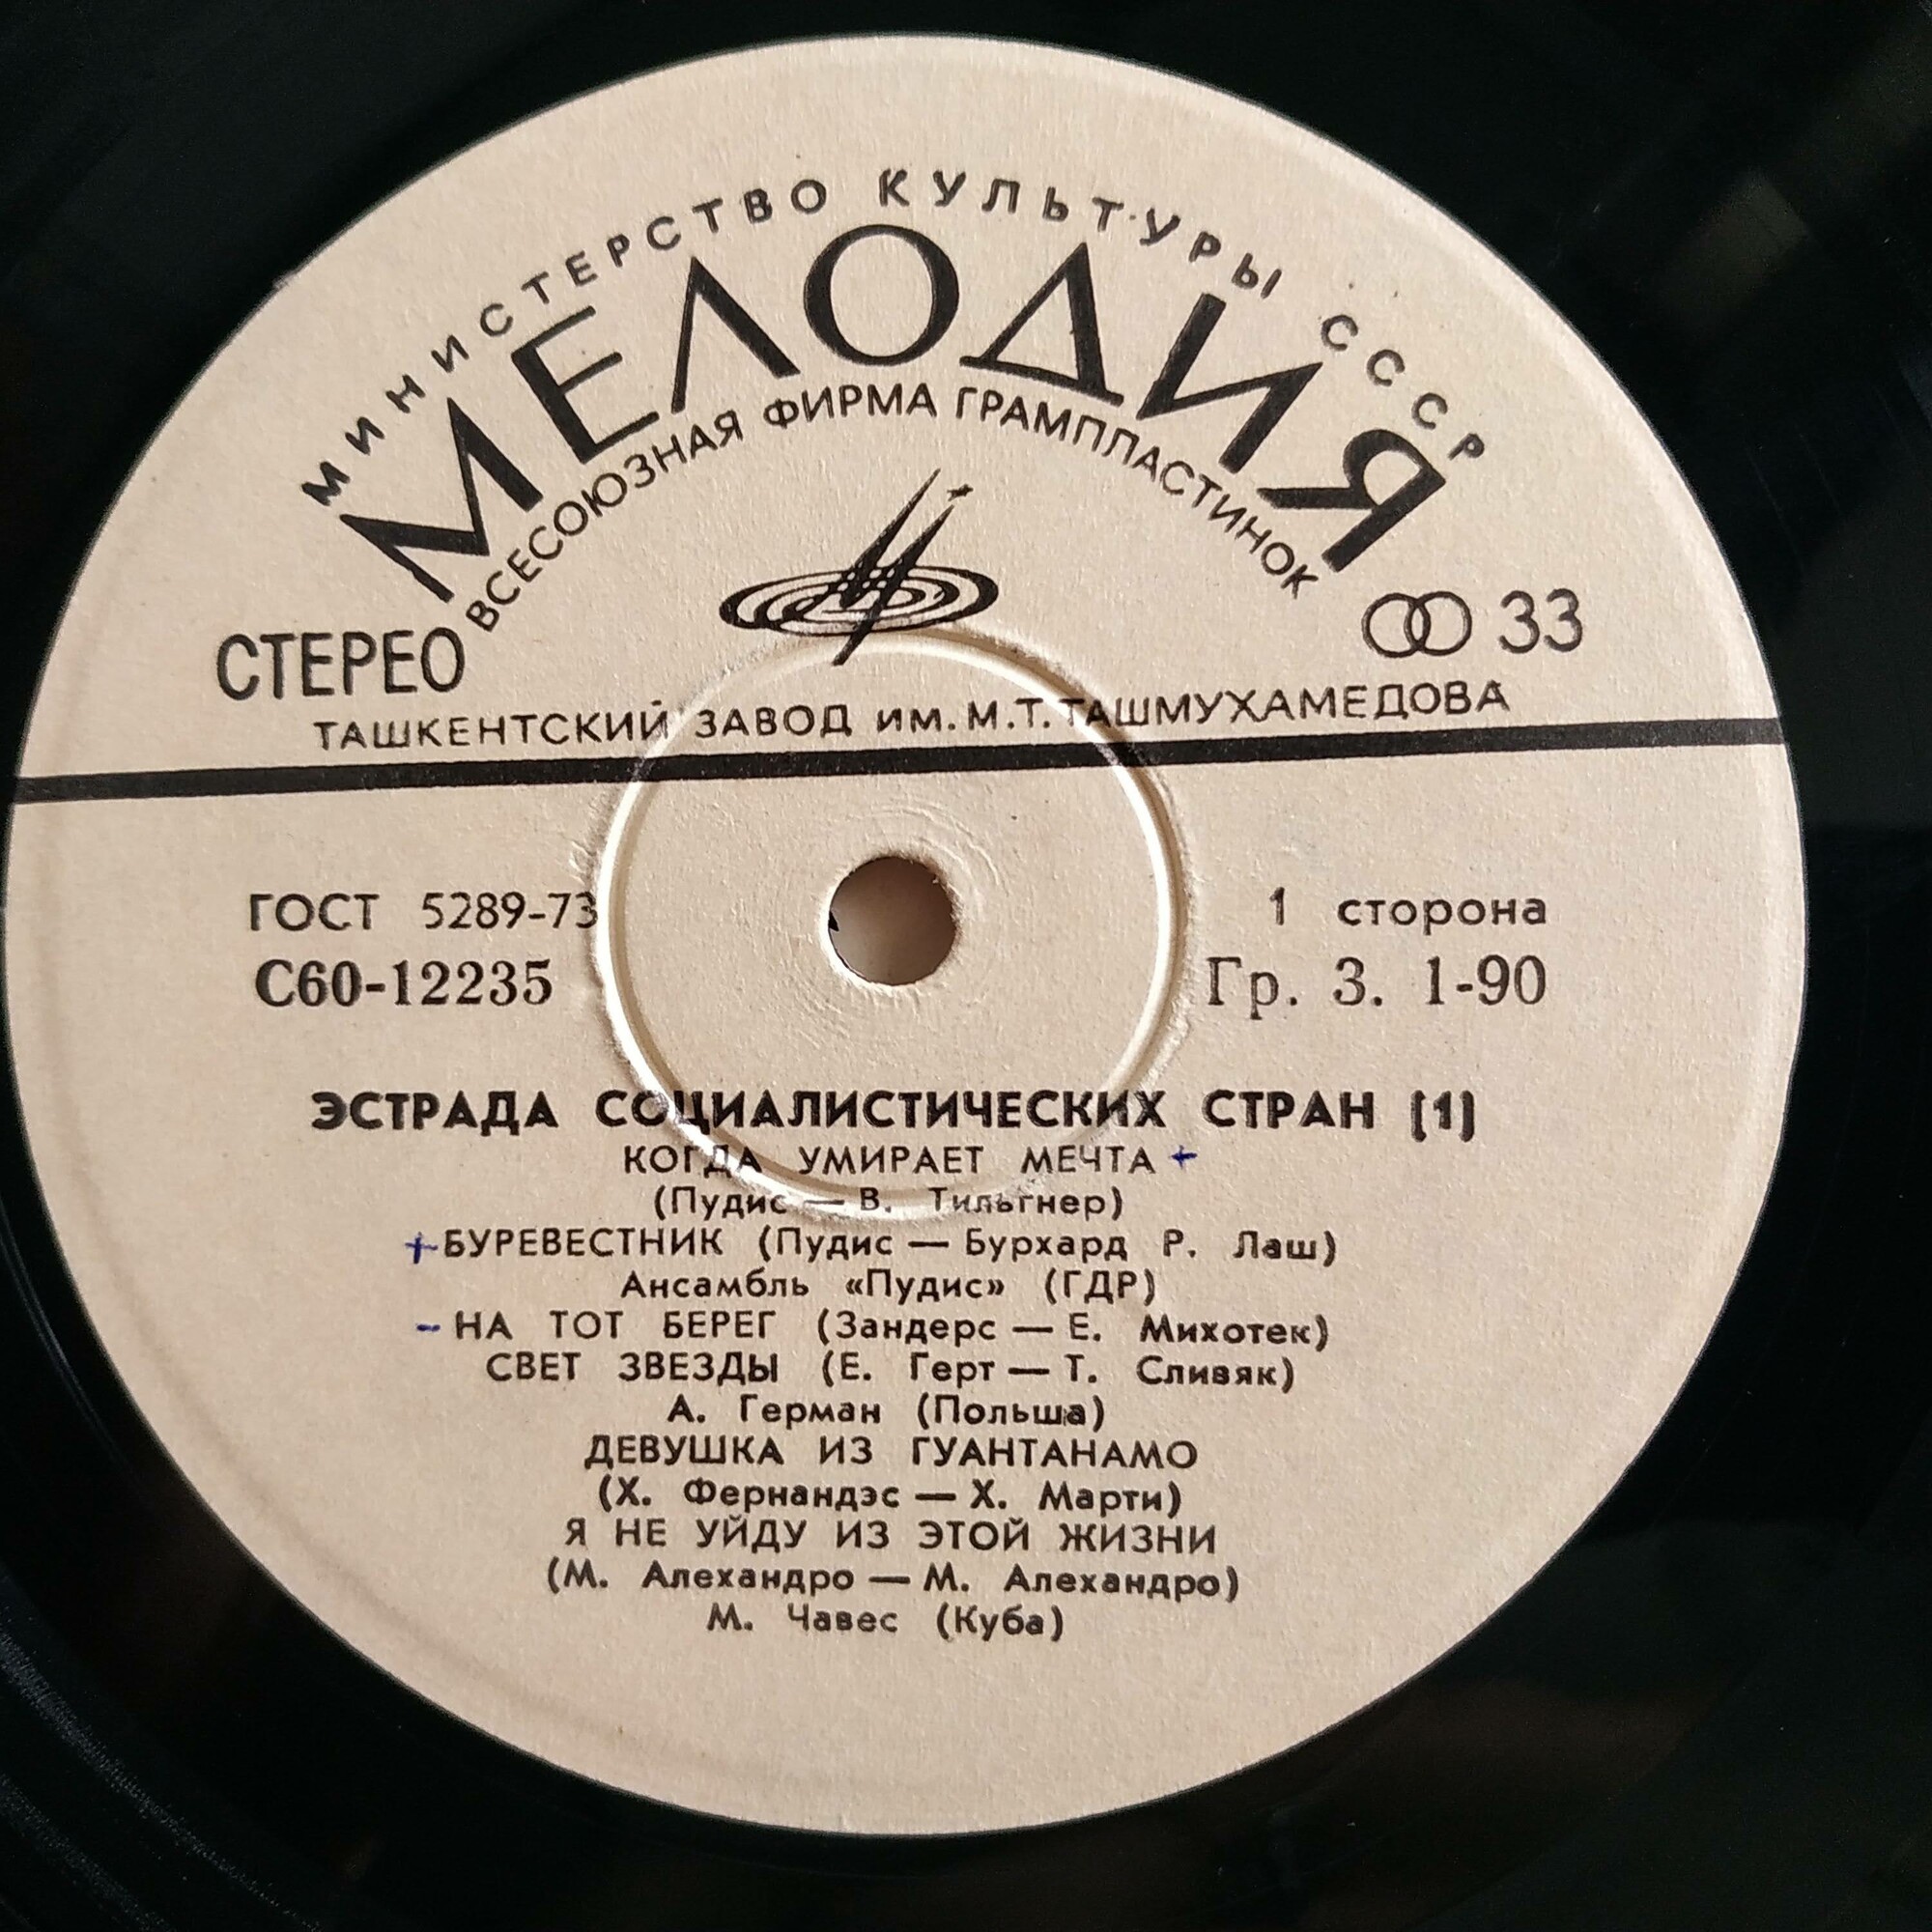 МИНИСТЕРСТВО КУЛЬТУРЫ СССР
МЕЛОДИЯ
ВСЕСОЮЗНАЯ ФИРМА ГРАМПЛАСТИНОК
СТЕРЕО
33
ТАШКЕНТСКИЙ ЗАВОД ИМ. М.Т. ТАШМУХАМЕДОВА
ГОСТ 5289-73
1 сторона
С60-12235
Гр. 3. 1-90
ЭСТРАДА СОЦИАЛИСТИЧЕСКИХ СТРАН (1)
КОГДА УМИРАЕТ МЕЧТА +
(Пудис — В. Тильгнер)
+ БУРЕВЕСТНИК (Пудис — Бурхард Р. Лаш)
Ансамбль «Пудис» (ГДР)
- НА ТОТ БЕРЕГ (Зандерс — Е. Михотек)
СВЕТ ЗВЕЗДЫ (Е. Герт — Т. Сливяк)
А. Герман (Польша)
ДЕВУШКА ИЗ ГУАНТАНАМО
(Х. Фернандэс — Х. Марти)
Я НЕ УЙДУ ИЗ ЭТОЙ ЖИЗНИ
(М. Алехандро — М. Алехандро)
М. Чавес (Куба)